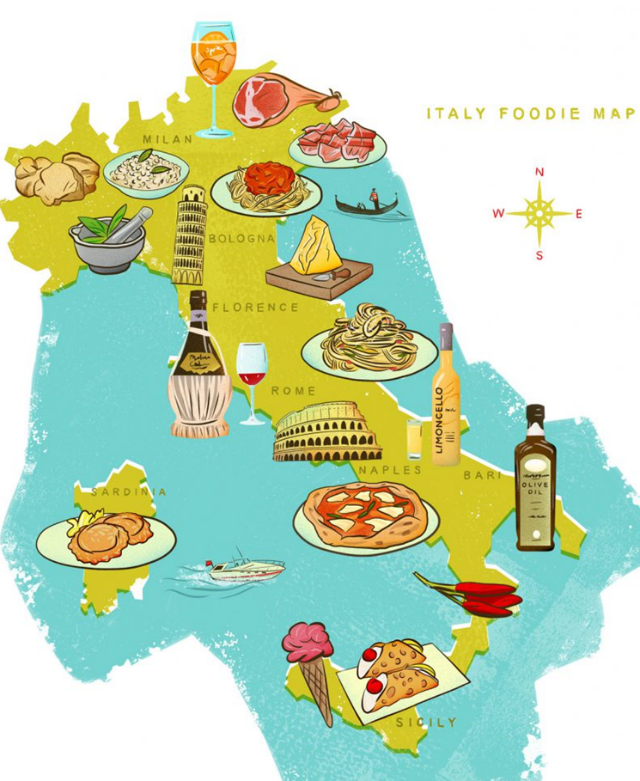 ITALY FOODIE MAP
N
W E
S
MILAN
BOLOGNA
FLORENCE
ROME
LIMONCELLO
NAPLES
BARI
OLIVE
OIL
SARDINIA
SICILY